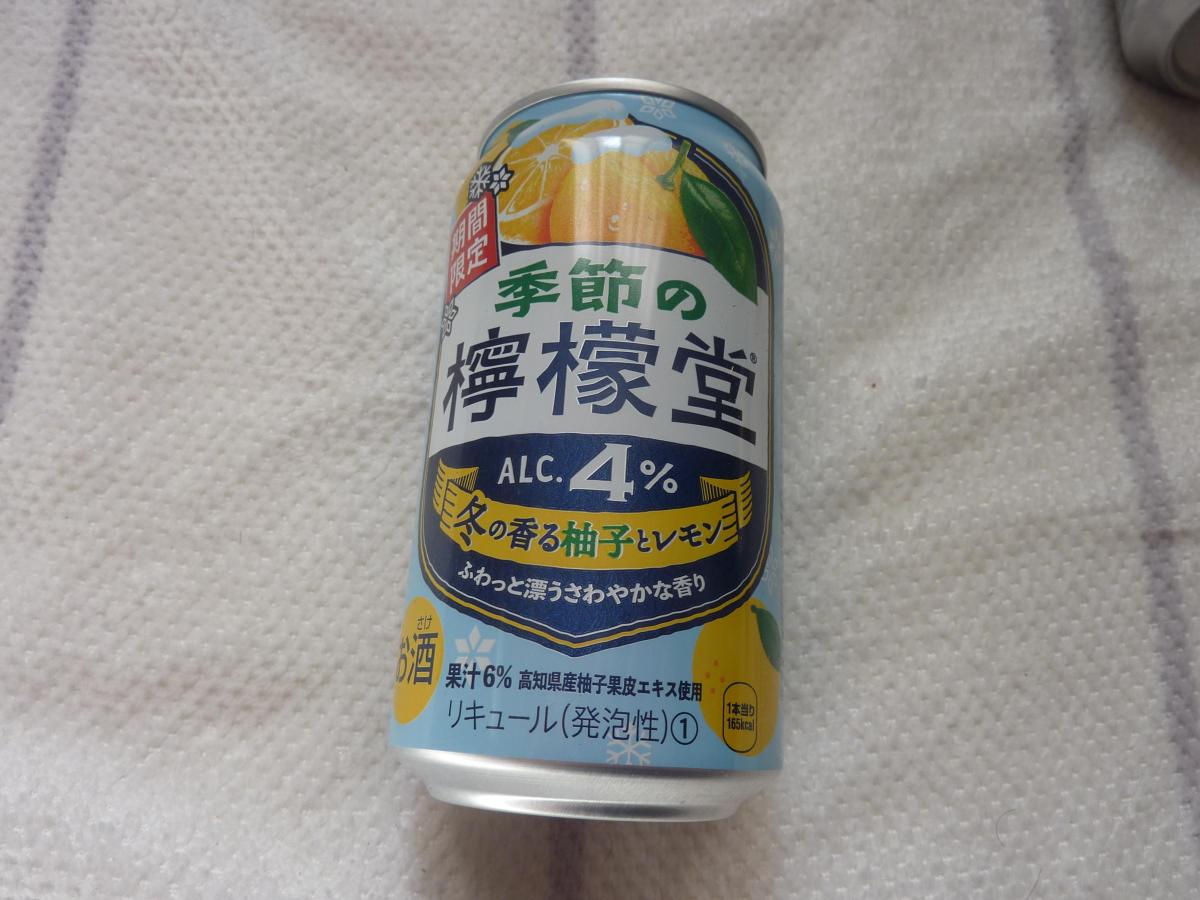 期間
限定
季節の
檸檬堂®
ALC.4%
冬の香る柚子とレモン
ふわっと漂うさわやかな香り
さけ
お酒
果汁6% 高知県産柚子果皮エキス使用
リキュール(発泡性)①
1本当り
165kcal